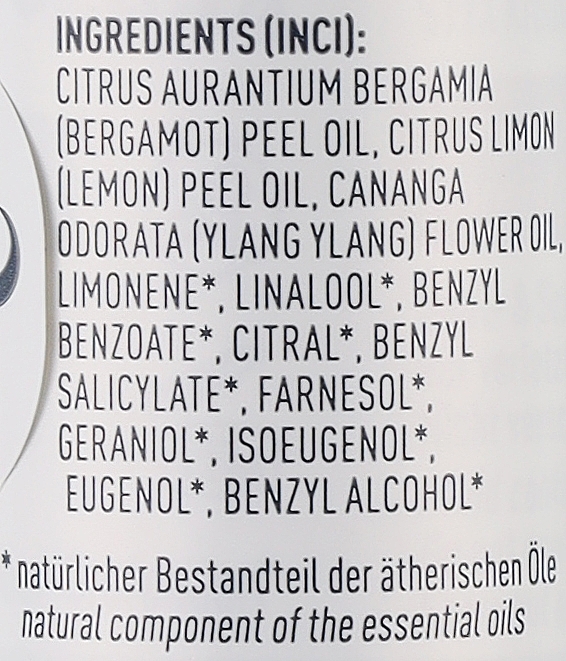 INGREDIENTS (INCI):
CITRUS AURANTIUM BERGAMIA
(BERGAMOT) PEEL OIL, CITRUS LIMON
(LEMON) PEEL OIL, CANANGA
ODORATA (YLANG YLANG) FLOWER OIL,
LIMONENE*, LINALOOL*, BENZYL
BENZOATE*, CITRAL*, BENZYL
SALICYLATE*, FARNESOL*,
GERANIOL*, ISOEUGENOL*,
EUGENOL*, BENZYL ALCOHOL*
* natürlicher Bestandteil der ätherischen Öle
natural component of the essential oils